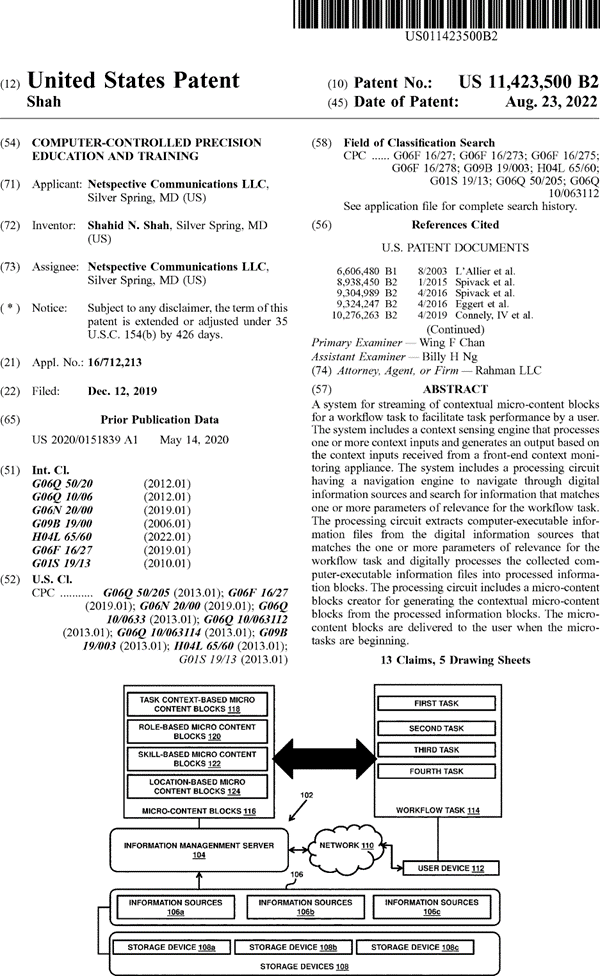 US011423500B2
(12) United States Patent
Shah
(10) Patent No.: US 11,423,500 B2
(45) Date of Patent: Aug. 23, 2022
(54) COMPUTER-CONTROLLED PRECISION
EDUCATION AND TRAINING
(71) Applicant: Netspective Communications LLC,
Silver Spring, MD (US)
(72) Inventor: Shahid N. Shah, Silver Spring, MD
(US)
(73) Assignee: Netspective Communications LLC,
Silver Spring, MD (US)
( * ) Notice: Subject to any disclaimer, the term of this
patent is extended or adjusted under 35
U.S.C. 154(b) by 426 days.
(21) Appl. No.: 16/712,213
(22) Filed: Dec. 12, 2019
(65) Prior Publication Data
US 2020/0151839 A1 May 14, 2020
(51) Int. Cl.
G06Q 50/20 (2012.01)
G06Q 10/06 (2012.01)
G06N 20/00 (2019.01)
G09B 19/00 (2006.01)
H04L 65/60 (2022.01)
G06F 16/27 (2019.01)
G01S 19/13 (2010.01)
(52) U.S. Cl.
CPC ........... G06Q 50/205 (2013.01); G06F 16/27
(2019.01); G06N 20/00 (2019.01); G06Q
10/0633 (2013.01); G06Q 10/063112
(2013.01); G06Q 10/063114 (2013.01); G09B
19/003 (2013.01); H04L 65/60 (2013.01);
G01S 19/13 (2013.01)
(58) Field of Classification Search
CPC ...... G06F 16/27; G06F 16/273; G06F 16/275;
G06F 16/278; G09B 19/003; H04L 65/60;
G01S 19/13; G06Q 50/205; G06Q
10/063112
See application file for complete search history.
(56) References Cited
U.S. PATENT DOCUMENTS
6,606,480 B1 8/2003 L'Allier et al.
8,938,450 B2 1/2015 Spivack et al.
9,304,989 B2 4/2016 Spivack et al.
9,324,247 B2 4/2016 Eggert et al.
10,276,263 B2 4/2019 Connely, IV et al.
(Continued)
Primary Examiner — Wing F Chan
Assistant Examiner — Billy H Ng
(74) Attorney, Agent, or Firm — Rahman LLC
(57) ABSTRACT
A system for streaming of contextual micro-content blocks
for a workflow task to facilitate task performance by a user.
The system includes a context sensing engine that processes
one or more context inputs and generates an output based on
the context inputs received from a front-end context moni-
toring appliance. The system includes a processing circuit
having a navigation engine to navigate through digital
information sources and search for information that matches
one or more parameters of relevance for the workflow task.
The processing circuit extracts computer-executable infor-
mation files from the digital information sources that
matches the one or more parameters of relevance for the
workflow task and digitally processes the collected com-
puter-executable information files into processed informa-
tion blocks. The processing circuit includes a micro-content
blocks creator for generating the contextual micro-content
blocks from the processed information blocks. The micro-
content blocks are delivered to the user when the micro-
tasks are beginning.
13 Claims, 5 Drawing Sheets
TASK CONTEXT-BASED MICRO
CONTENT BLOCKS 118
ROLE-BASED MICRO CONTENT
BLOCKS 120
SKILL-BASED MICRO CONTENT
BLOCKS 122
LOCATION-BASED MICRO
CONTENT BLOCKS 124
MICRO-CONTENT BLOCKS 116
FIRST TASK
SECOND TASK
THIRD TASK
FOURTH TASK
WORKFLOW TASK 114
102
INFORMATION MANAGENMENT SERVER
104
NETWORK 110
USER DEVICE 112
106
INFORMATION SOURCES
106a
INFORMATION SOURCES
106b
INFORMATION SOURCES
106c
STORAGE DEVICE 108a
STORAGE DEVICE 108b
STORAGE DEVICE 108c
STORAGE DEVICES 108